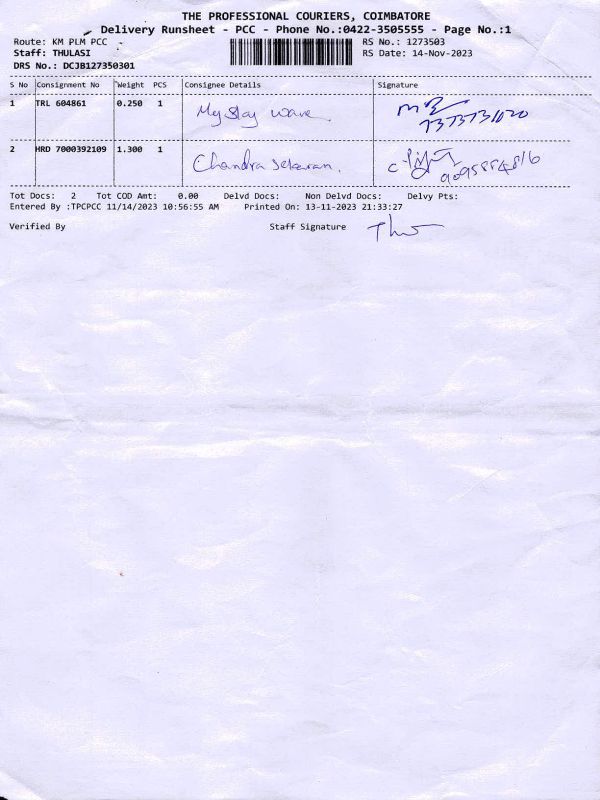 THE PROFESSIONAL COURIERS, COIMBATORE
Delivery Runsheet - PCC - Phone No.:0422-3505555 - Page No.:1
Route: KM PLM PCC RS No.: 1273503
Staff: THULASI RS Date: 14-Nov-2023
DRS No.: DCJB127350301
S No Consignment No Weight PCS Consignee Details Signature
1 TRL 604861 0.250 1 My Stay wave
7373731020
2 HRD 7000392109 1.300 1 Chandra Sekaran.
Tot Docs: 2 Tot COD Amt: 0.00 Delvd Docs: Non Delvd Docs: Delvy Pts:
Entered By :TPCPCC 11/14/2023 10:56:55 AM Printed On: 13-11-2023 21:33:27
Verified By Staff Signature